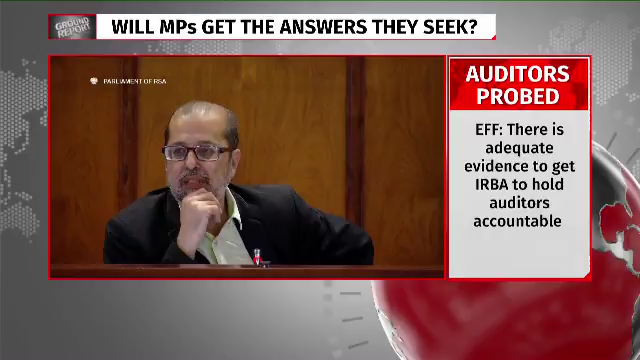 GROUND
REPORT
WILL MPs GET THE ANSWERS THEY SEEK?
PARLIAMENT OF RSA
AUDITORS
PROBED
EFF: There is
adequate
evidence to get
IRBA to hold
auditors
accountable